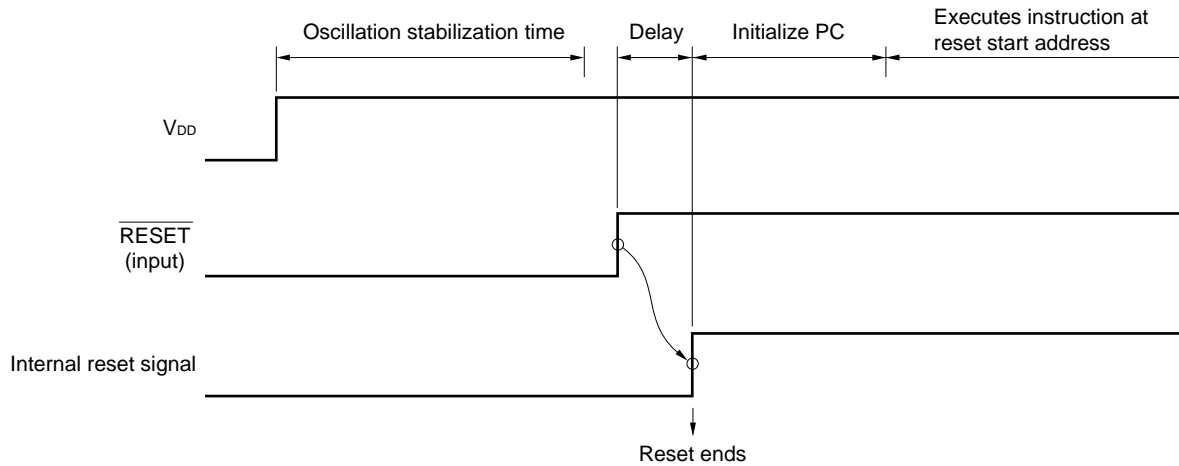 Oscillation stabilization time
Delay
Initialize PC
Executes instruction at
reset start address
VDD
RESET
(input)
Internal reset signal
Reset ends